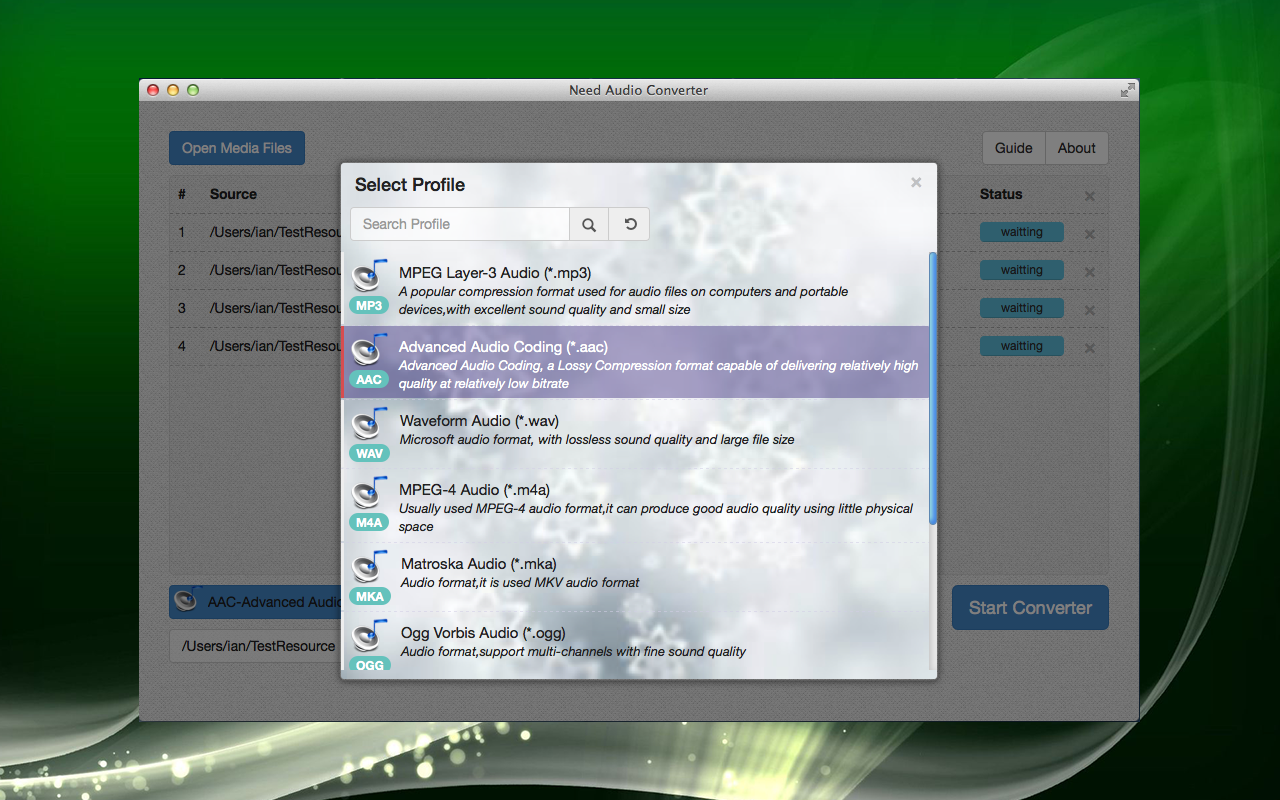 Need Audio Converter
Open Media Files
Guide
About
Select Profile
#
Source
Status
Search Profile
1
/Users/ian/TestResou
waitting
2
/Users/ian/TestResou
waitting
3
/Users/ian/TestResou
waitting
4
/Users/ian/TestResou
waitting
MPEG Layer-3 Audio (*.mp3)
A popular compression format used for audio files on computers and portable
devices,with excellent sound quality and small size
MP3
Advanced Audio Coding (*.aac)
Advanced Audio Coding, a Lossy Compression format capable of delivering relatively high
quality at relatively low bitrate
AAC
Waveform Audio (*.wav)
Microsoft audio format, with lossless sound quality and large file size
WAV
MPEG-4 Audio (*.m4a)
Usually used MPEG-4 audio format,it can produce good audio quality using little physical
space
M4A
Matroska Audio (*.mka)
Audio format,it is used MKV audio format
MKA
Ogg Vorbis Audio (*.ogg)
Audio format,support multi-channels with fine sound quality
OGG
AAC-Advanced Audio
Start Converter
/Users/ian/TestResource